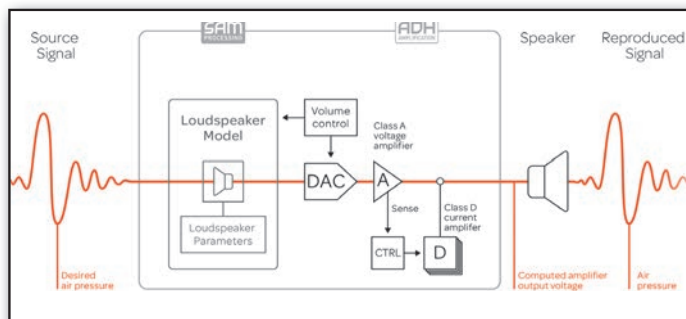 Source
Signal
SAM
PROCESSING
ADH
AMPLIFICATION
Speaker
Reproduced
Signal
Loudspeaker
Model
Loudspeaker
Parameters
Volume
control
DAC
Class A
voltage
amplifier
A
Sense
CTRL
Class D
current
amplifer
D
Desired
air pressure
Computed amplifier
output voltage
Air
pressure